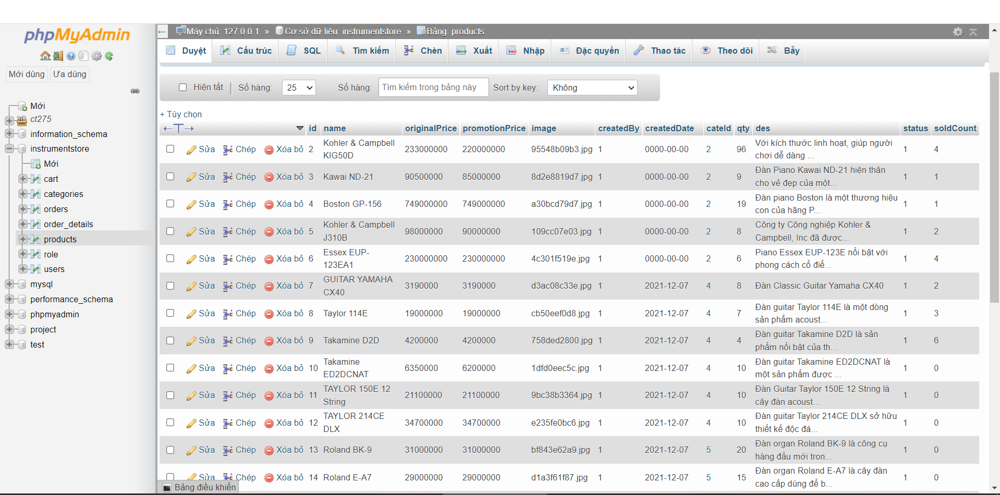 phpMyAdmin
Mới dùng Ưa dùng
Mới
ct275
information_schema
instrumentstore
Mới
cart
categories
orders
order_details
products
role
users
mysql
performance_schema
phpmyadmin
project
test
← Máy chủ: 127.0.0.1 » Cơ sở dữ liệu: instrumentstore » Bảng: products
Duyệt Cấu trúc SQL Tìm kiếm Chèn Xuất Nhập Đặc quyền Thao tác Theo dõi Bẫy
Hiện tất Số hàng: 25 Số hàng: Tìm kiếm trong bảng này Sort by key: Không
+ Tùy chọn
←T→ id name originalPrice promotionPrice image createdBy createdDate cateId qty des status soldCount
Sửa Chép Xóa bỏ 2 Kohler & Campbell KIG50D 233000000 220000000 95548b09b3.jpg 1 0000-00-00 2 96 Với kích thước linh hoạt, giúp người chơi dễ dàng ... 1 4
Sửa Chép Xóa bỏ 3 Kawai ND-21 90500000 85000000 8d2e8819d7.jpg 1 0000-00-00 2 9 Đàn Piano Kawai ND-21 hiện thân cho vẻ đẹp của một... 1 1
Sửa Chép Xóa bỏ 4 Boston GP-156 749000000 749000000 a30bcd79d7.jpg 1 0000-00-00 2 19 Đàn piano Boston là một thương hiệu con của hãng P... 1 1
Sửa Chép Xóa bỏ 5 Kohler & Campbell J310B 98000000 90000000 109cc07e03.jpg 1 0000-00-00 2 8 Công ty Công nghiệp Kohler & Campbell, Inc đã được... 1 2
Sửa Chép Xóa bỏ 6 Essex EUP-123EA1 230000000 230000000 4c301f519e.jpg 1 0000-00-00 2 6 Piano Essex EUP-123E nổi bật với phong cách cổ điể... 1 4
Sửa Chép Xóa bỏ 7 GUITAR YAMAHA CX40 3190000 3190000 d3ac08c33e.jpg 1 2021-12-07 4 8 Đàn Classic Guitar Yamaha CX40 1 2
Sửa Chép Xóa bỏ 8 Taylor 114E 19000000 19000000 cb50eef0d8.jpg 1 2021-12-07 4 7 Đàn guitar Taylor 114E là một dòng sản phẩm acoust... 1 3
Sửa Chép Xóa bỏ 9 Takamine D2D 4200000 4200000 758ded2800.jpg 1 2021-12-07 4 4 Đàn guitar Takamine D2D là sản phẩm nổi bật của th... 1 6
Sửa Chép Xóa bỏ 10 Takamine ED2DCNAT 6350000 6200000 1dfd0eec5c.jpg 1 2021-12-07 4 10 Đàn guitar Takamine ED2DCNAT là một sản phẩm được ... 1 0
Sửa Chép Xóa bỏ 11 TAYLOR 150E 12 String 21100000 21100000 9bc38b3364.jpg 1 2021-12-07 4 10 Đàn Guitar Taylor 150E 12 String là cây đàn acoust... 1 0
Sửa Chép Xóa bỏ 12 TAYLOR 214CE DLX 34700000 34700000 e235fe0bc6.jpg 1 2021-12-07 4 10 Đàn guitar Taylor 214CE DLX sở hữu thiết kế độc đá... 1 0
Sửa Chép Xóa bỏ 13 Roland BK-9 31000000 31000000 bf843e62a9.jpg 1 2021-12-07 5 20 Đàn organ Roland BK-9 là công cụ hàng đầu mới tron... 1 0
Sửa Chép Xóa bỏ 14 Roland E-A7 29000000 29000000 d1a3f61f87.jpg 1 2021-12-07 5 15 Đàn organ Roland E-A7 là cây đàn cao cấp dùng để b... 1 0
Bảng điều khiển